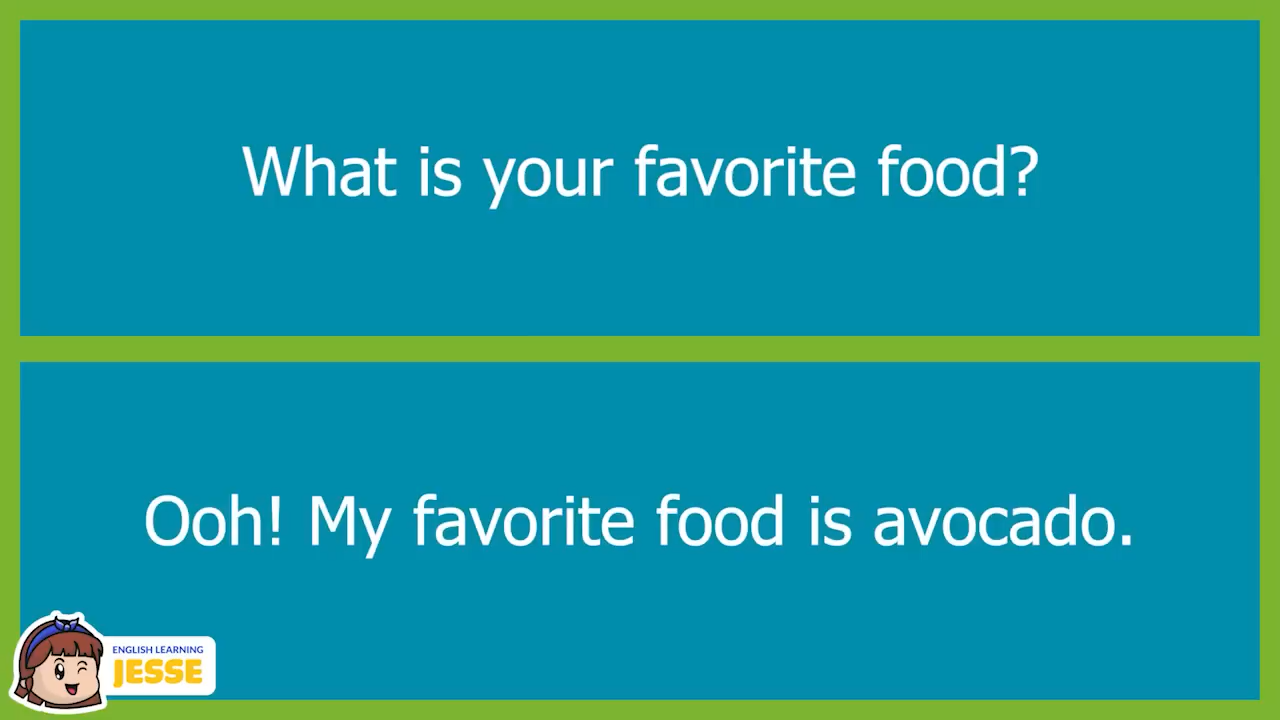 What is your favorite food?
Ooh! My favorite food is avocado.
ENGLISH LEARNING
JESSE